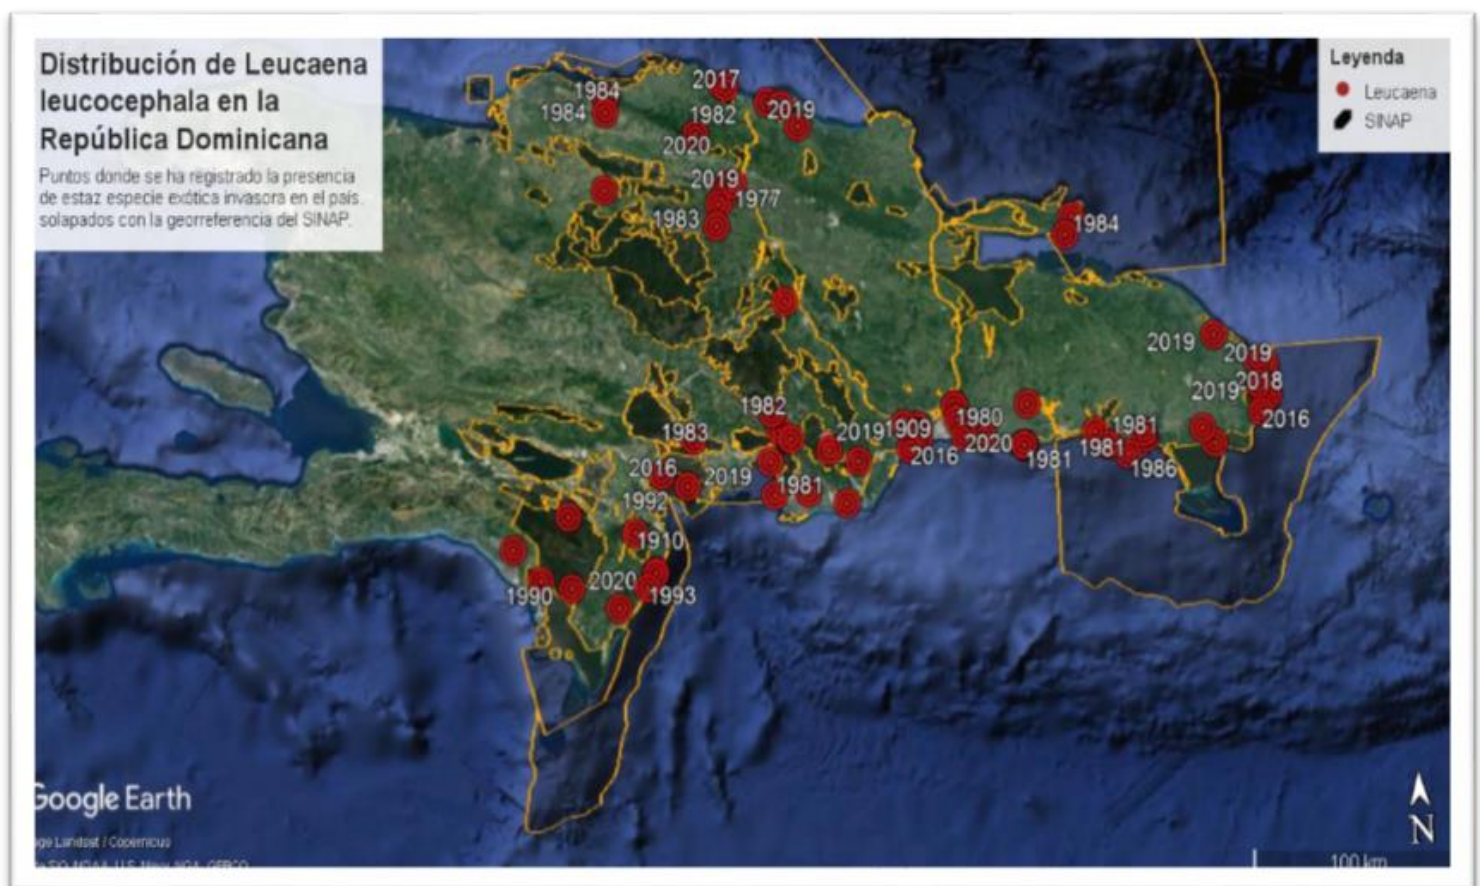 Distribución de Leucaena
leucocephala en la
República Dominicana
Puntos donde se ha registrado la presencia
de estaz especie exótica invasora en el país
solapados con la georreferencia del SINAP.
Leyenda
Leucaena
SINAP
2017
1984
1984
1982
2019
2020
2019
1977
1983
1984
2019
2019
2019
2018
2016
1982
1983
2019
1909
1980
2016
2020
1981
1981
1981
1986
2016
2019
1981
1992
1910
2020
1990
1993
Google Earth
Landsat / Copernicus
N
100 km